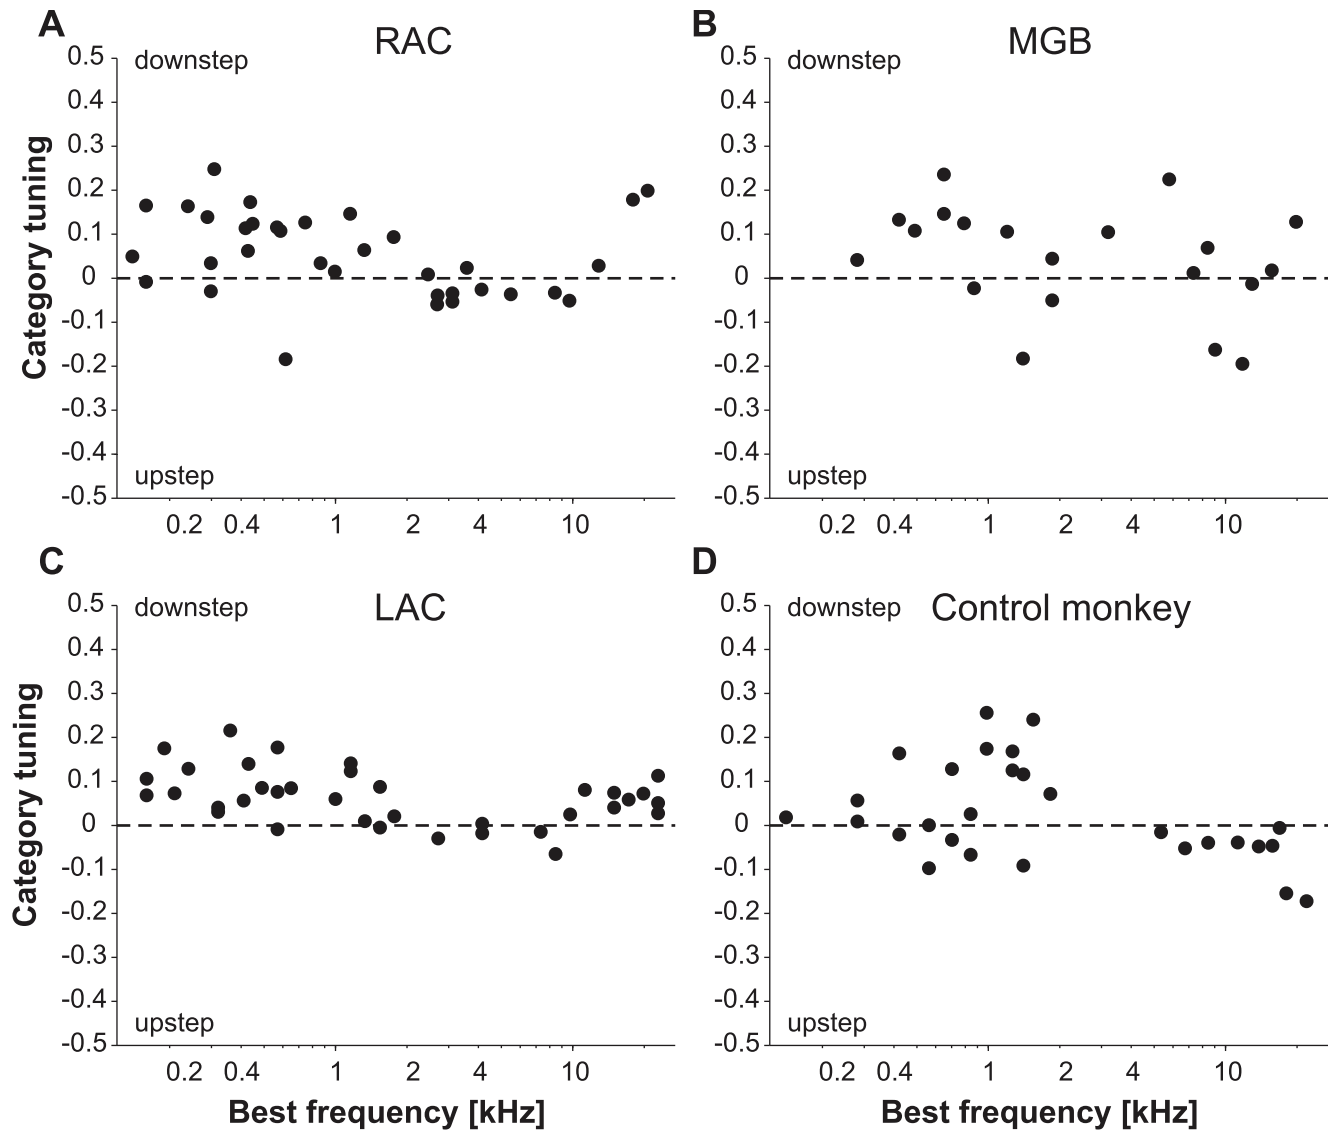 A
RAC
0.5
downstep
0.4
0.3
0.2
0.1
0
-0.1
-0.2
-0.3
-0.4
upstep
-0.5
Category tuning
0.2 0.4 1 2 4 10
B
MGB
0.5
downstep
0.4
0.3
0.2
0.1
0
-0.1
-0.2
-0.3
-0.4
upstep
-0.5
0.2 0.4 1 2 4 10
C
LAC
0.5
downstep
0.4
0.3
0.2
0.1
0
-0.1
-0.2
-0.3
-0.4
upstep
-0.5
Category tuning
0.2 0.4 1 2 4 10
Best frequency [kHz]
D
Control monkey
0.5
downstep
0.4
0.3
0.2
0.1
0
-0.1
-0.2
-0.3
-0.4
upstep
-0.5
0.2 0.4 1 2 4 10
Best frequency [kHz]